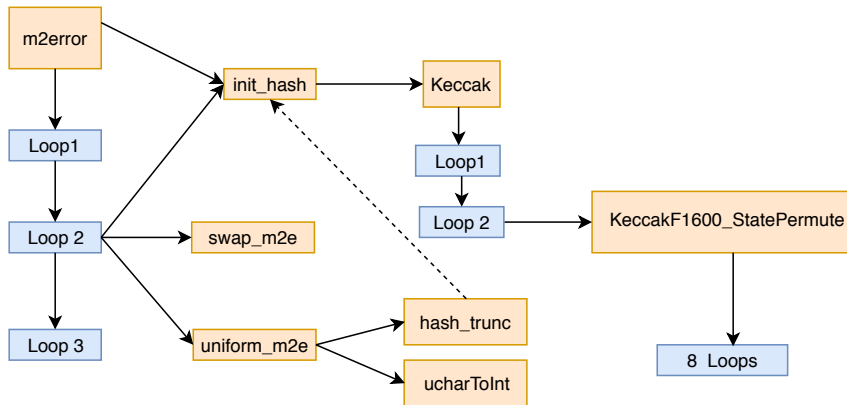 m2error
init_hash
Keccak
Loop1
Loop1
Loop 2
swap_m2e
Loop 2
KeccakF1600_StatePermute
Loop 3
uniform_m2e
hash_trunc
ucharToInt
8 Loops